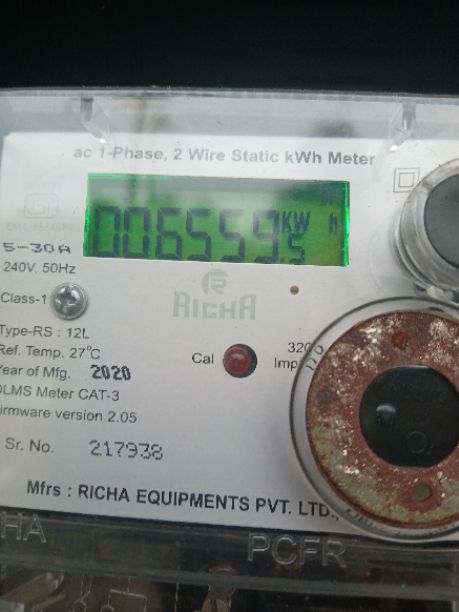 ac 1-Phase, 2 Wire Static kWh Meter
006559.5 KW h
5-30A
240V, 50Hz
Class-1
RICHA
Type-RS : 12L
Ref. Temp. 27°C
Cal
320
Imp
Year of Mfg. 2020
DLMS Meter CAT-3
Firmware version 2.05
Sr. No. 217938
Mfrs : RICHA EQUIPMENTS PVT. LTD.,
HA
PCFR